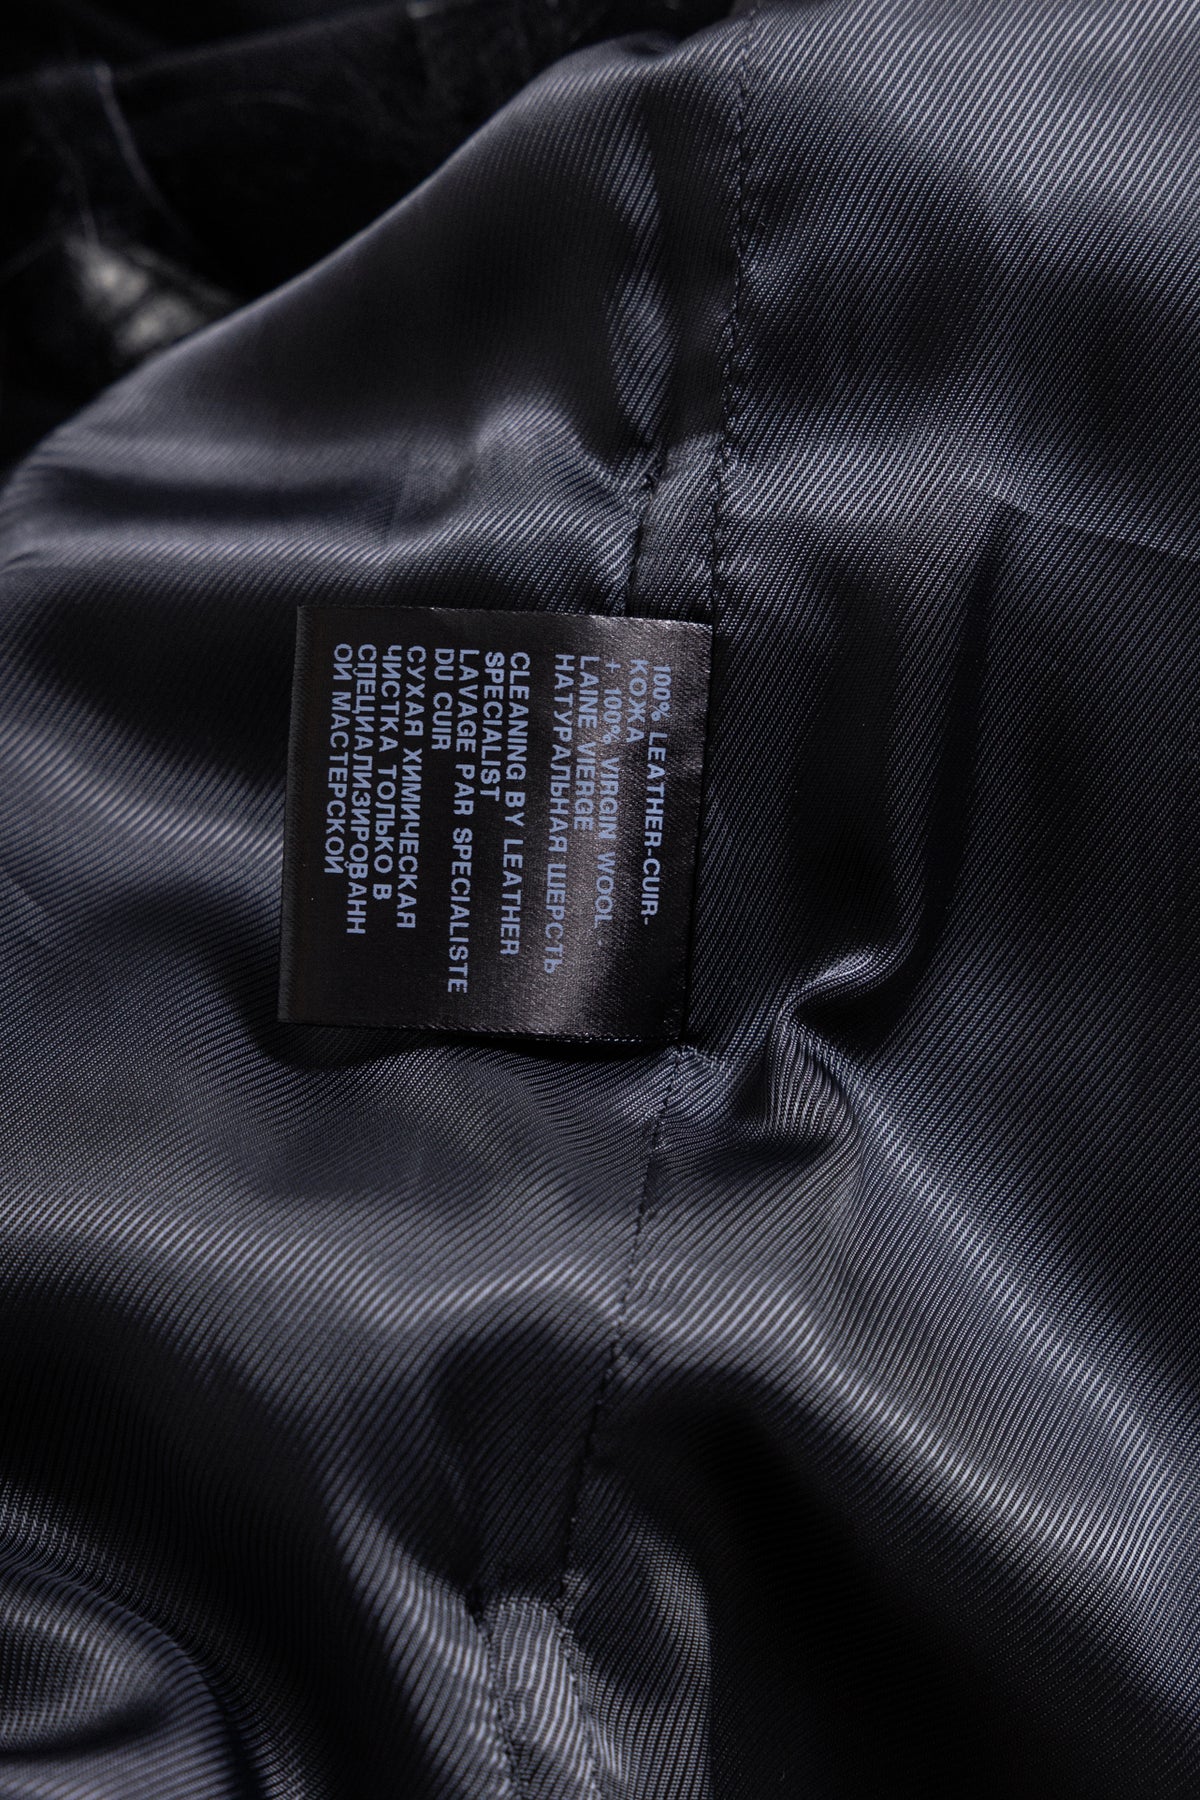 100% LEATHER-CUIR-
КОЖА
+ 100% VIRGIN WOOL-
LAINE VIERGE
НАТУРАЛЬНАЯ ШЕРСТЬ
CLEANING BY LEATHER
SPECIALIST
LAVAGE PAR SPECIALISTE
DU CUIR
СУХАЯ ХИМИЧЕСКАЯ
ЧИСТКА ТОЛЬКО В
СПЕЦИАЛИЗИРОВАНН
ОЙ МАСТЕРСКОЙ